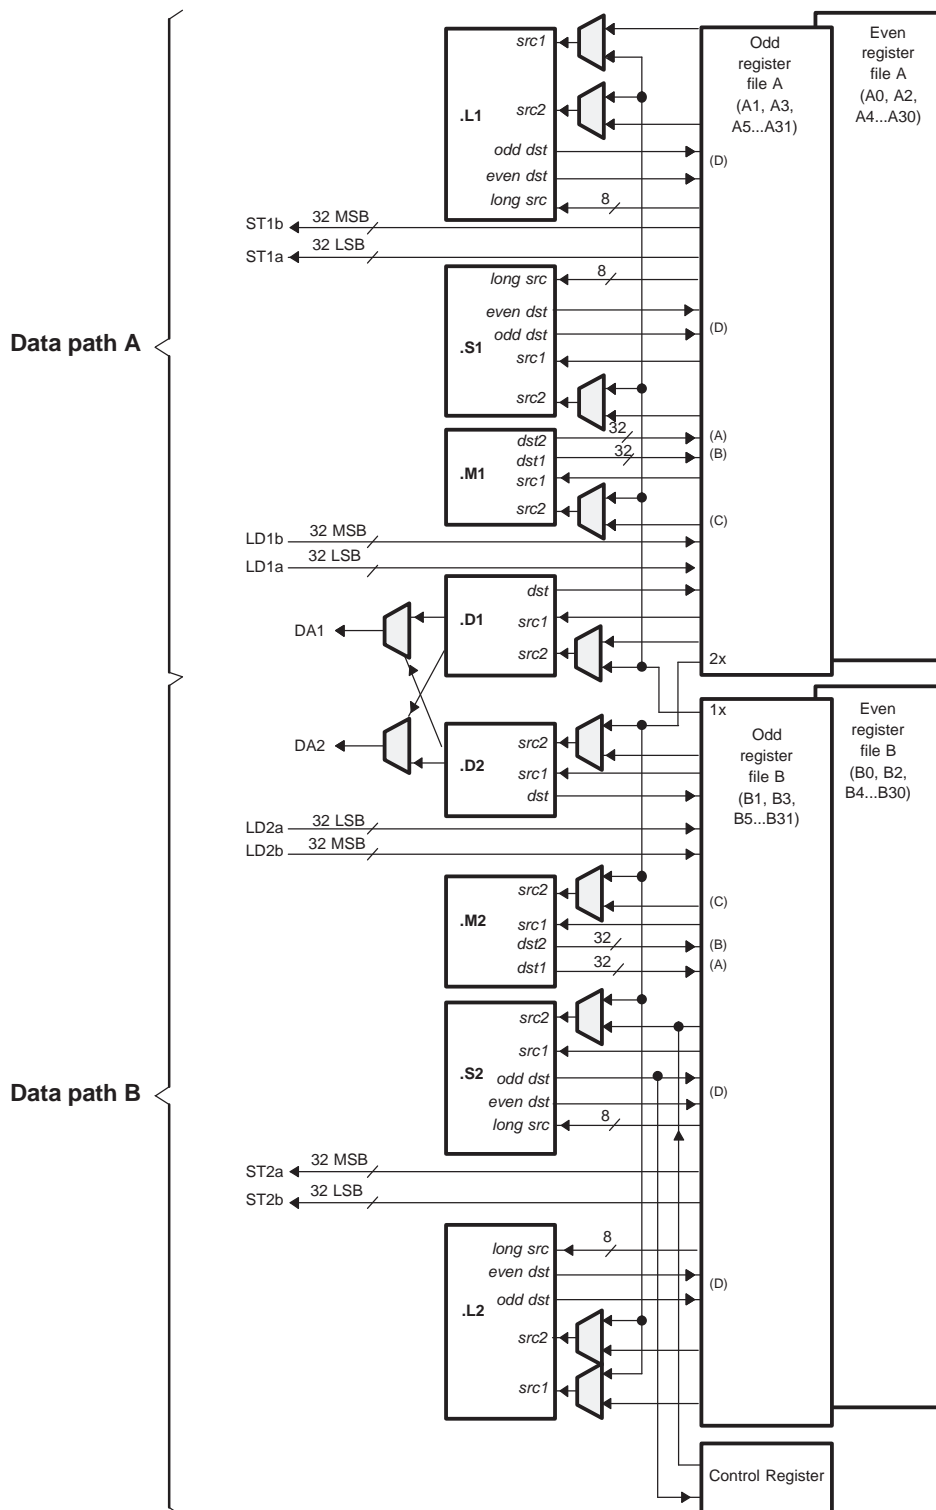 src1
Odd
register
file A
(A1, A3,
A5...A31)
Even
register
file A
(A0, A2,
A4...A30)
.L1
src2
odd dst
(D)
even dst
long src
8
ST1b
32 MSB
ST1a
32 LSB
long src
8
even dst
(D)
odd dst
Data path A
.S1
src1
src2
dst2
32
(A)
dst1
32
(B)
.M1
src1
src2
(C)
LD1b
32 MSB
LD1a
32 LSB
dst
.D1
src1
DA1
src2
2x
1x
DA2
src2
.D2
src1
dst
Odd
register
file B
(B1, B3,
B5...B31)
Even
register
file B
(B0, B2,
B4...B30)
LD2a
32 LSB
LD2b
32 MSB
src2
(C)
.M2
src1
dst2
32
(B)
dst1
32
(A)
src2
src1
.S2
odd dst
(D)
Data path B
even dst
long src
8
ST2a
32 MSB
ST2b
32 LSB
long src
8
even dst
(D)
odd dst
.L2
src2
src1
Control Register